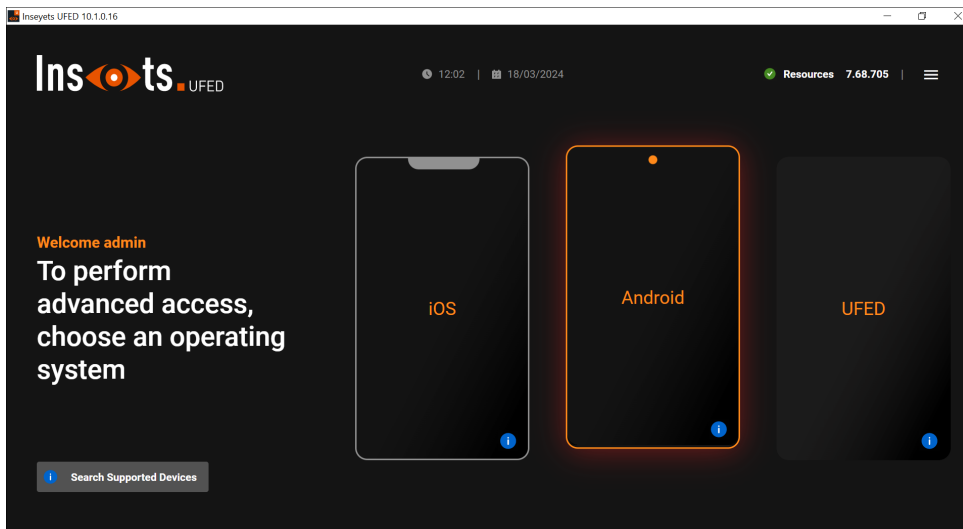 Inseyets UFED 10.1.0.16
Ins ts. UFED
12:02 | 18/03/2024
Resources 7.68.705 |
Welcome admin
To perform
advanced access,
choose an operating
system
iOS
Android
UFED
i
i
i
i Search Supported Devices